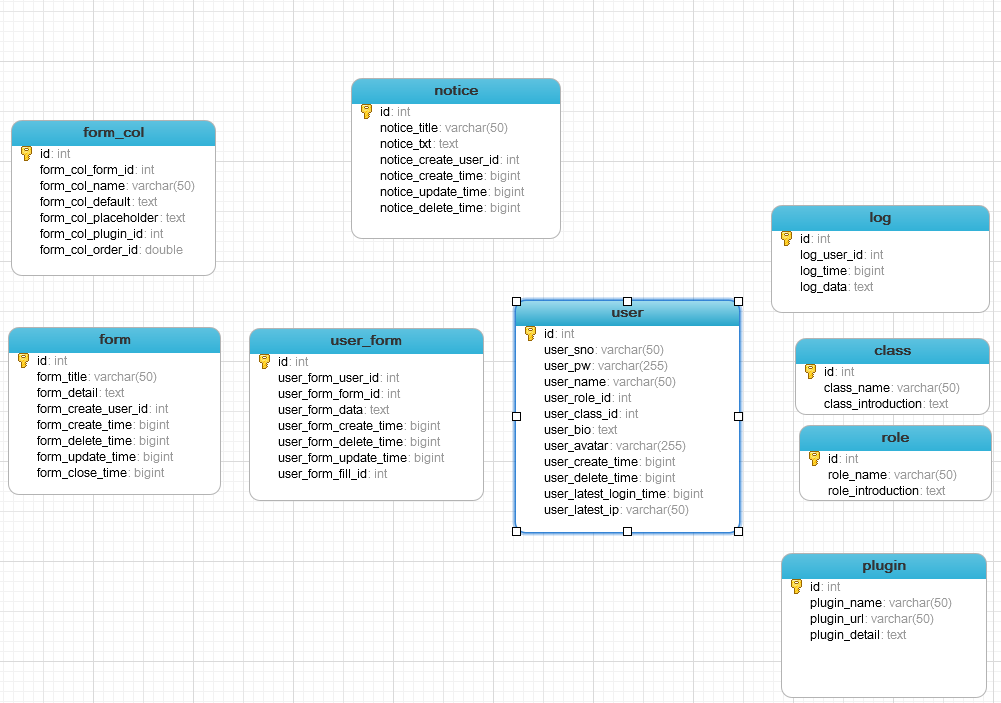 notice
id: int
notice_title: varchar(50)
notice_txt: text
notice_create_user_id: int
notice_create_time: bigint
notice_update_time: bigint
notice_delete_time: bigint
form_col
id: int
form_col_form_id: int
form_col_name: varchar(50)
form_col_default: text
form_col_placeholder: text
form_col_plugin_id: int
form_col_order_id: double
log
id: int
log_user_id: int
log_time: bigint
log_data: text
form
id: int
form_title: varchar(50)
form_detail: text
form_create_user_id: int
form_create_time: bigint
form_delete_time: bigint
form_update_time: bigint
form_close_time: bigint
user_form
id: int
user_form_user_id: int
user_form_form_id: int
user_form_data: text
user_form_create_time: bigint
user_form_delete_time: bigint
user_form_update_time: bigint
user_form_fill_id: int
user
id: int
user_sno: varchar(50)
user_pw: varchar(255)
user_name: varchar(50)
user_role_id: int
user_class_id: int
user_bio: text
user_avatar: varchar(255)
user_create_time: bigint
user_delete_time: bigint
user_latest_login_time: bigint
user_latest_ip: varchar(50)
class
id: int
class_name: varchar(50)
class_introduction: text
role
id: int
role_name: varchar(50)
role_introduction: text
plugin
id: int
plugin_name: varchar(50)
plugin_url: varchar(50)
plugin_detail: text